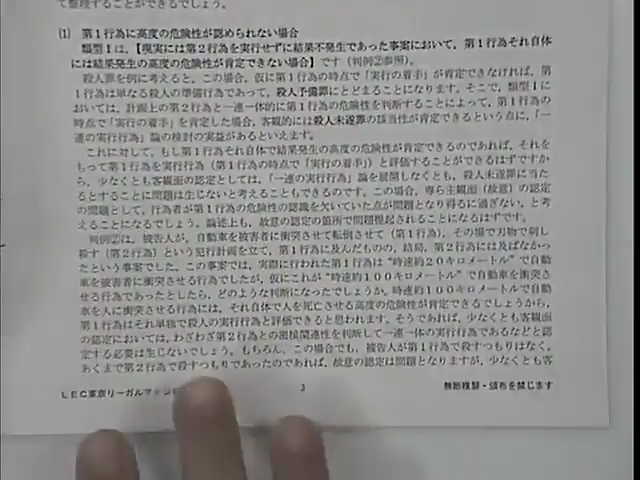 て整理することができるでしょう。
⑴ 第１行為に高度の危険性が認められない場合
類型１は、【現実には第２行為を実行せずに結果不発生であった事案において、第１行為それ自体
には結果発生の高度の危険性が肯定できない場合】です（判例②参照）。
殺人罪を例に考えると、この場合、仮に第１行為の時点で「実行の着手」が肯定できなければ、第
１行為は単なる殺人の準備行為であって、殺人予備罪にとどまることになります。そこで、類型１に
おいては、計画上の第２行為と一連一体的に第１行為の危険性を判断することによって、第１行為の
時点で「実行の着手」を肯定した場合、客観的には殺人未遂罪の該当性が肯定できるという点に、「一
連の実行行為」論の検討の実益があるといえます。
これに対して、もし第１行為それ自体で結果発生の高度の危険性が肯定できるのであれば、それを
もって第１行為を実行行為（第１行為の時点で「実行の着手」）と評価することができるはずですか
ら、少なくとも客観面の認定としては、「一連の実行行為」論を展開しなくとも、殺人未遂罪に当た
るとすることに問題は生じないと考えることもできるのです。この場合、専ら主観面（故意）の認定
の問題として、行為者が第１行為の危険性の認識を欠いていた点が問題となり得るに過ぎない、と考
えることになるでしょう。論述上も、故意の認定の箇所で問題提起されることになるはずです。
判例②は、被告人が、自動車を被害者に衝突させて転倒させて（第１行為）、その場で刃物で刺し
殺す（第２行為）という犯行計画を立て、第１行為に及んだものの、結局、第２行為には及ばなかっ
たという事案でした。この事案では、実際に行われた第１行為は“時速約２０キロメートル”で自動
車を被害者に衝突させる行為でしたが、仮にこれが“時速約１００キロメートル”で自動車を衝突さ
せる行為であったとしたら、どのような判断になったでしょうか。時速約１００キロメートルで自動
車を人に衝突させる行為には、それ自体で人を死亡させる高度の危険性が肯定できるでしょうから、
第１行為はそれ単独で殺人の実行行為と評価できると思われます。そうであれば、少なくとも客観面
の認定においては、わざわざ第２行為との密接関連性を判断して一連一体の実行行為であるなどと認
定する必要は生じないでしょう。もちろん、この場合でも、被告人が第１行為で殺すつもりはなく、
あくまで第２行為で殺すつもりであったのであれば、故意の認定は問題となりますが、少なくとも客
ＬＥＣ東京リーガルマインド
3
無断複製・頒布を禁じます